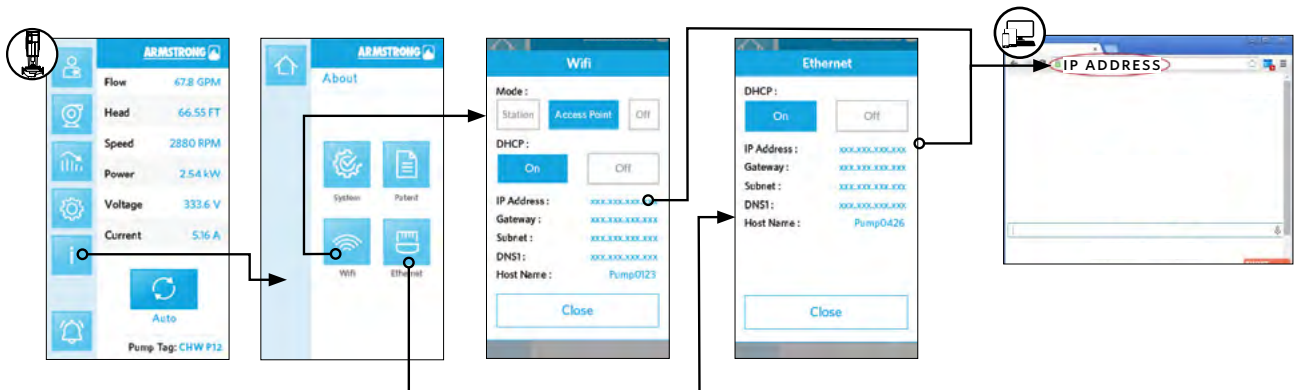 ARMSTRONG
Flow 67.8 GPM
Head 66.55 FT
Speed 2880 RPM
Power 2.54 kW
Voltage 333.6 V
Current 5.16 A
i
Auto
Pump Tag: CHW P12
ARMSTRONG
About
System Patent
Wifi Ethernet
Wifi
Mode :
Station Access Point Off
DHCP :
On Off
IP Address : xxx.xxx.xxx.xxx
Gateway : xxx.xxx.xxx.xxx
Subnet : xxx.xxx.xxx.xxx
DNS1: xxx.xxx.xxx.xxx
Host Name : Pump0123
Close
Ethernet
DHCP :
On Off
IP Address : xxx.xxx.xxx.xxx
Gateway : xxx.xxx.xxx.xxx
Subnet : xxx.xxx.xxx.xxx
DNS1: xxx.xxx.xxx.xxx
Host Name : Pump0426
Close
IP ADDRESS